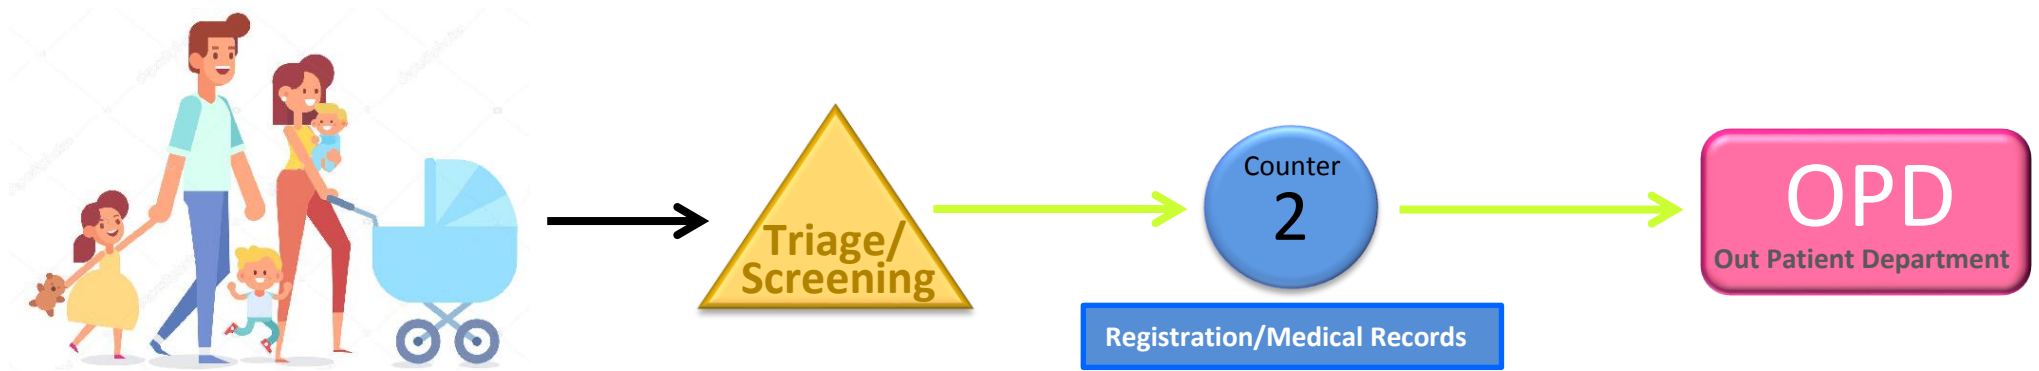 Triage/
Screening
Counter
2
Registration/Medical Records
OPD
Out Patient Department